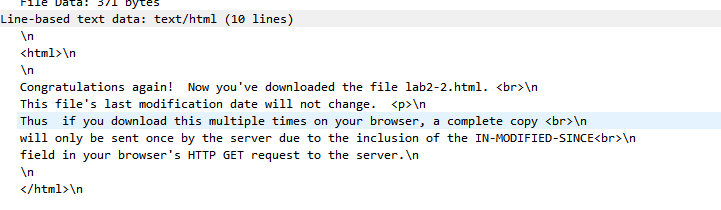 File Data: 371 bytes
Line-based text data: text/html (10 lines)
\n
<html>\n
\n
Congratulations again!  Now you've downloaded the file lab2-2.html. <br>\n
This file's last modification date will not change.  <p>\n
Thus  if you download this multiple times on your browser, a complete copy <br>\n
will only be sent once by the server due to the inclusion of the IN-MODIFIED-SINCE<br>\n
field in your browser's HTTP GET request to the server.\n
\n
</html>\n